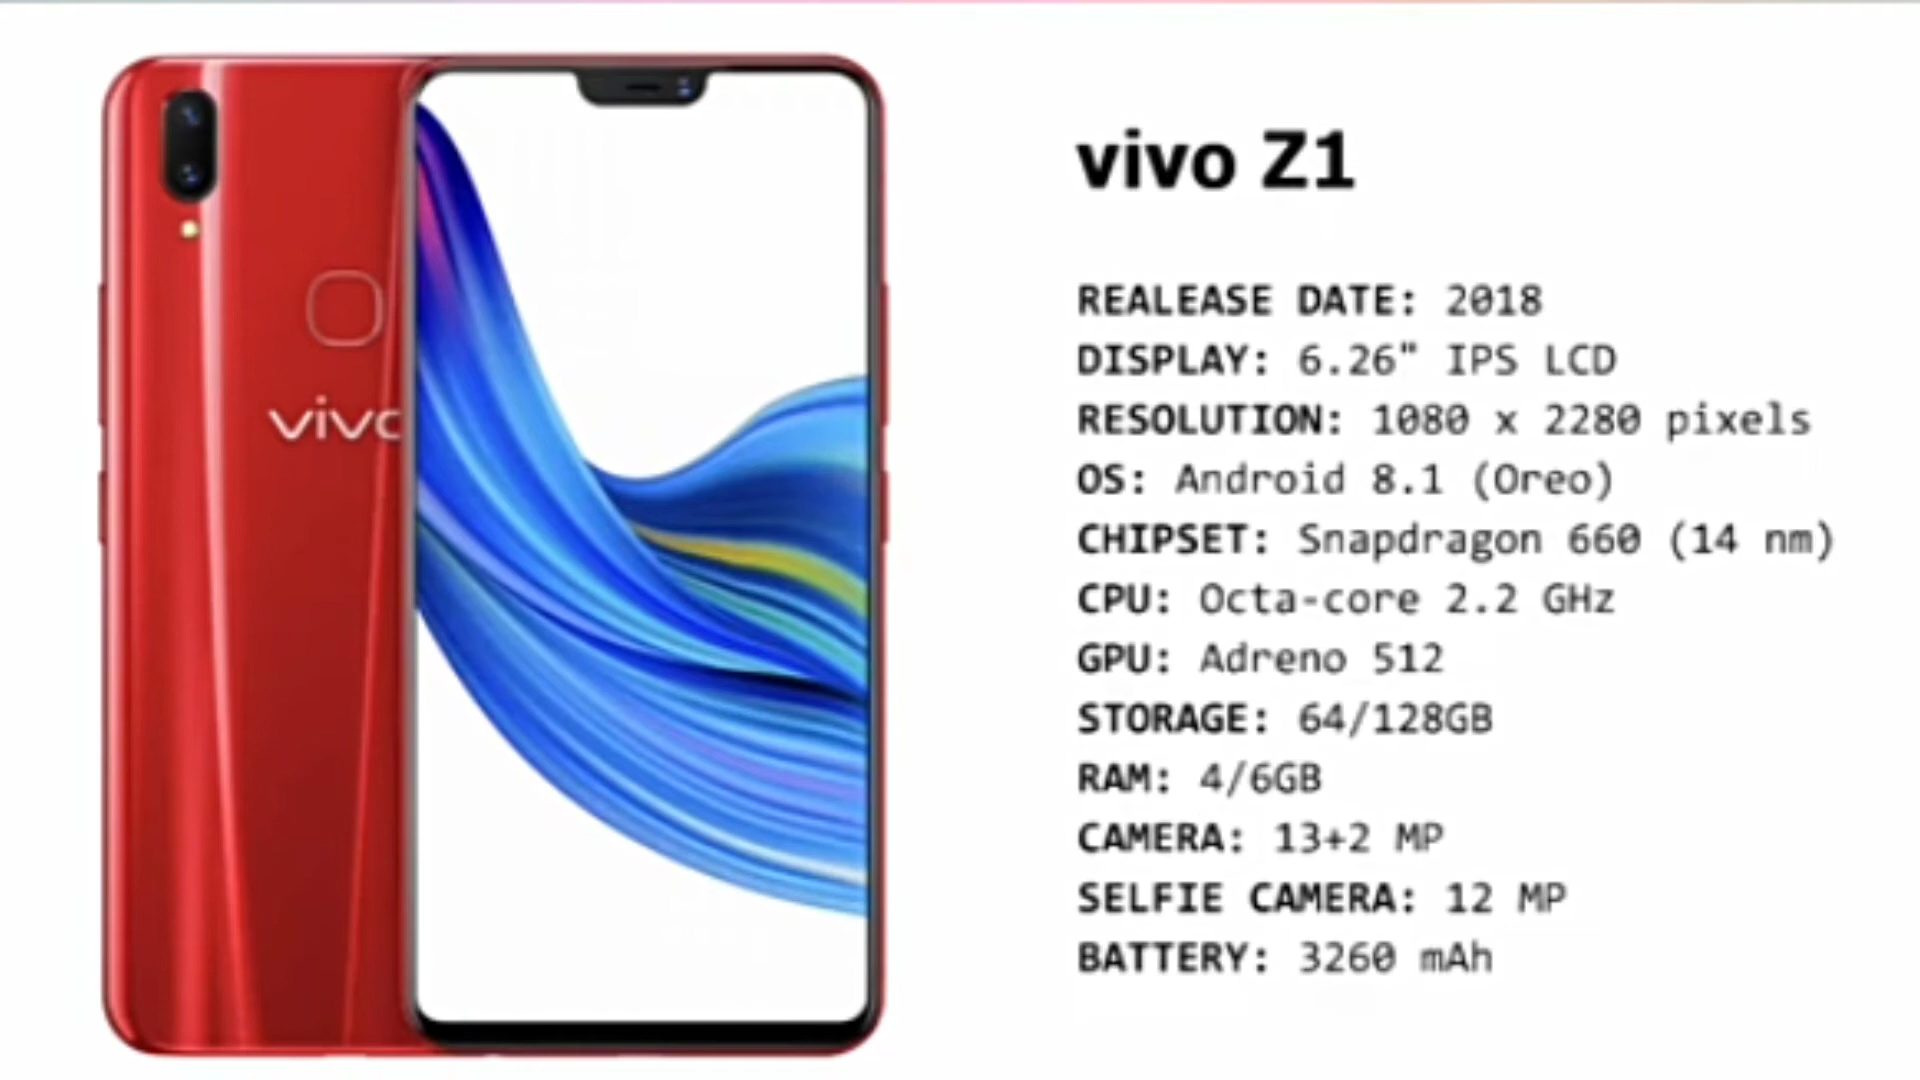 vivo
vivo Z1
REALEASE DATE: 2018
DISPLAY: 6.26" IPS LCD
RESOLUTION: 1080 x 2280 pixels
OS: Android 8.1 (Oreo)
CHIPSET: Snapdragon 660 (14 nm)
CPU: Octa-core 2.2 GHz
GPU: Adreno 512
STORAGE: 64/128GB
RAM: 4/6GB
CAMERA: 13+2 MP
SELFIE CAMERA: 12 MP
BATTERY: 3260 mAh